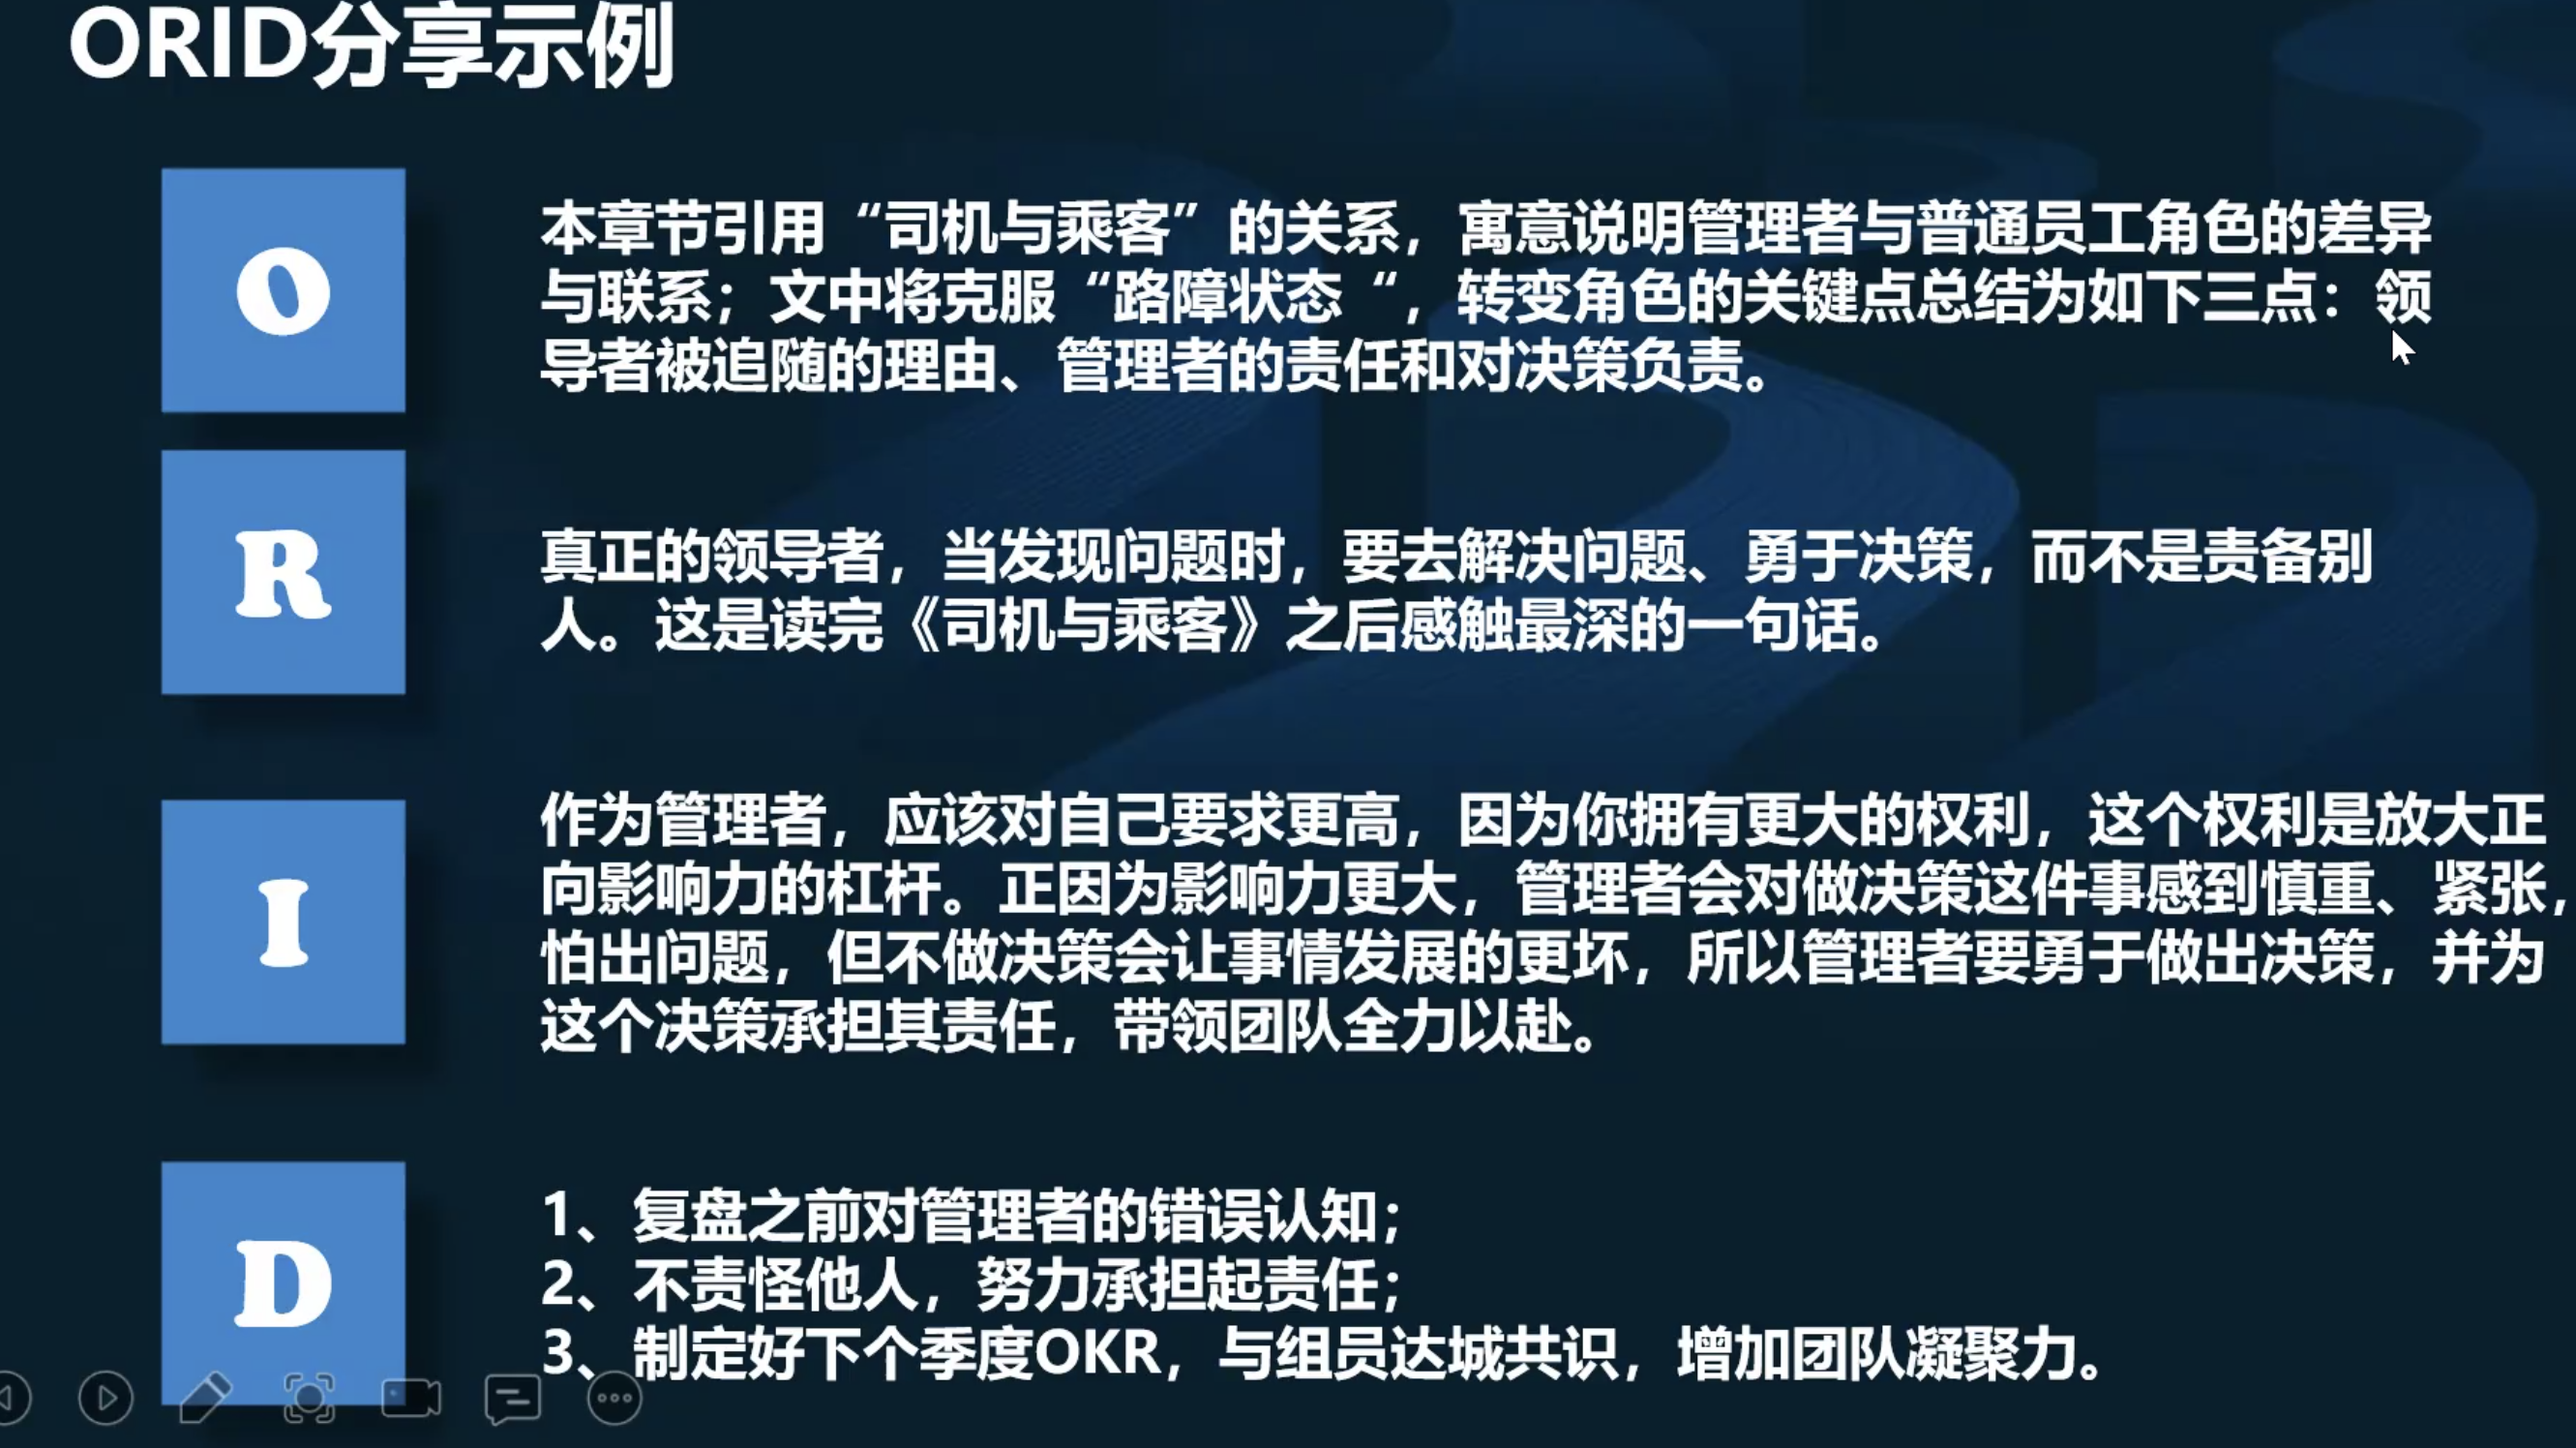 ORID分享示例
O
本章节引用“司机与乘客”的关系，寓意说明管理者与普通员工角色的差异
与联系；文中将克服“路障状态“，转变角色的关键点总结为如下三点：领
导者被追随的理由、管理者的责任和对决策负责。
R
真正的领导者，当发现问题时，要去解决问题、勇于决策，而不是责备别
人。这是读完《司机与乘客》之后感触最深的一句话。
I
作为管理者，应该对自己要求更高，因为你拥有更大的权利，这个权利是放大正
向影响力的杠杆。正因为影响力更大，管理者会对做决策这件事感到慎重、紧张，
怕出问题，但不做决策会让事情发展的更坏，所以管理者要勇于做出决策，并为
这个决策承担其责任，带领团队全力以赴。
D
1、复盘之前对管理者的错误认知；
2、不责怪他人，努力承担起责任；
3、制定好下个季度OKR，与组员达城共识，增加团队凝聚力。